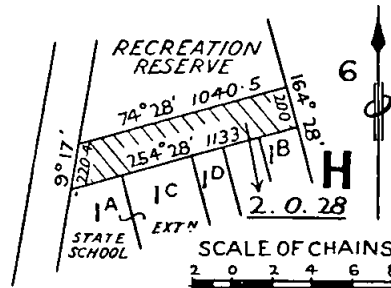 RECREATION
RESERVE
6
74° 28' 1040·5
164° 28'
200
9° 17'
220·4
254° 28' 1133
1A
1C
1D
1B
H
2.0.28
STATE
SCHOOL
EXTN
SCALE OF CHAINS
2 0 2 4 6 8